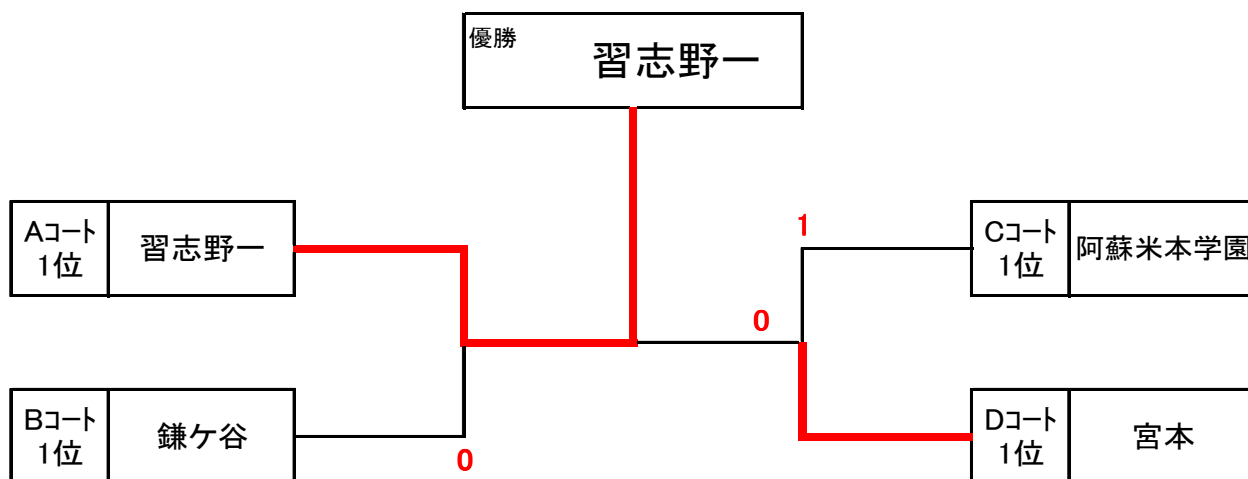 優勝
習志野一
Aコート
1位
習志野一
1
Cコート
1位
阿蘇米本学園
0
Bコート
1位
鎌ケ谷
0
Dコート
1位
宮本